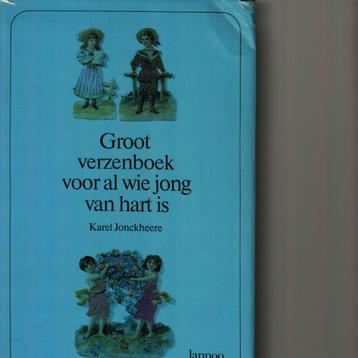 Groot
verzenboek
voor al wie jong
van hart is
Karel Jonckheere
lannoo